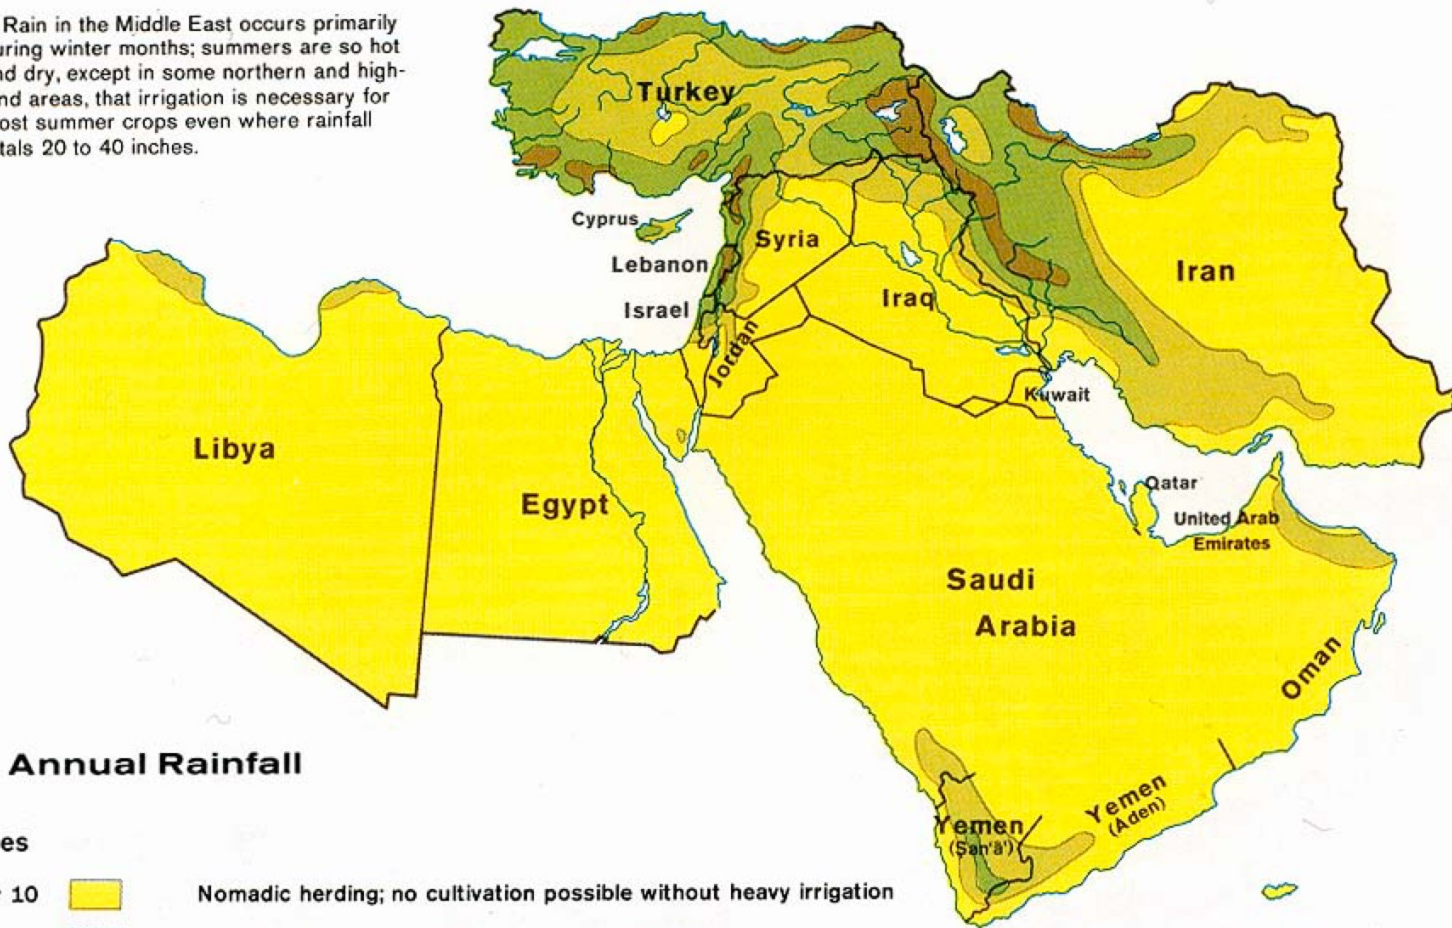 Rain in the Middle East occurs primarily
uring winter months; summers are so hot
nd dry, except in some northern and high-
nd areas, that irrigation is necessary for
ost summer crops even where rainfall
tals 20 to 40 inches.
Turkey
Cyprus
Syria
Lebanon
Iraq
Iran
Israel
Jordan
Kuwait
Libya
Egypt
Qatar
United Arab
Emirates
Saudi
Arabia
Oman
Yemen
(Aden)
Yemen
(Ṣan'ā')
Annual Rainfall
es
10
Nomadic herding; no cultivation possible without heavy irrigation